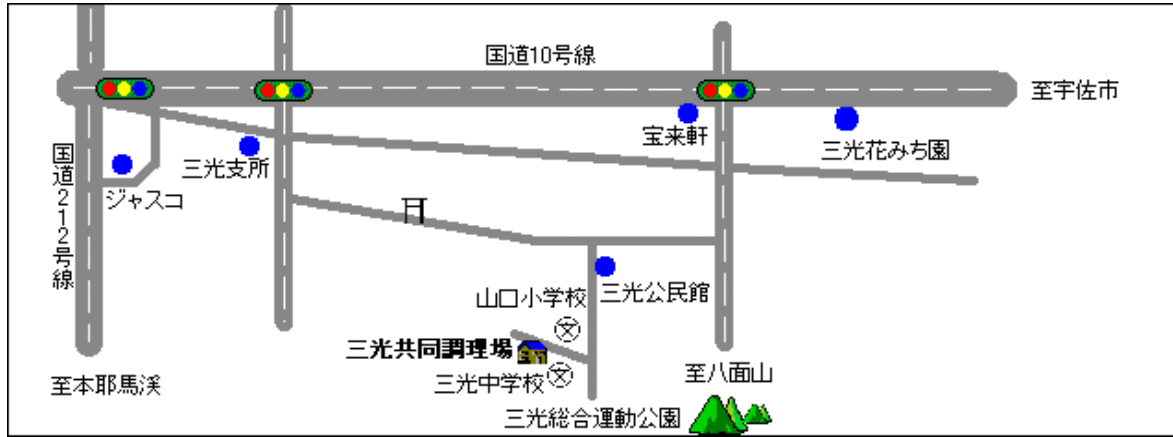 国道10号線
至宇佐市
宝来軒
三光花みち園
国道212号線
三光支所
ジャスコ
山口小学校
三光公民館
三光共同調理場
三光中学校
至本耶馬渓
至八面山
三光総合運動公園